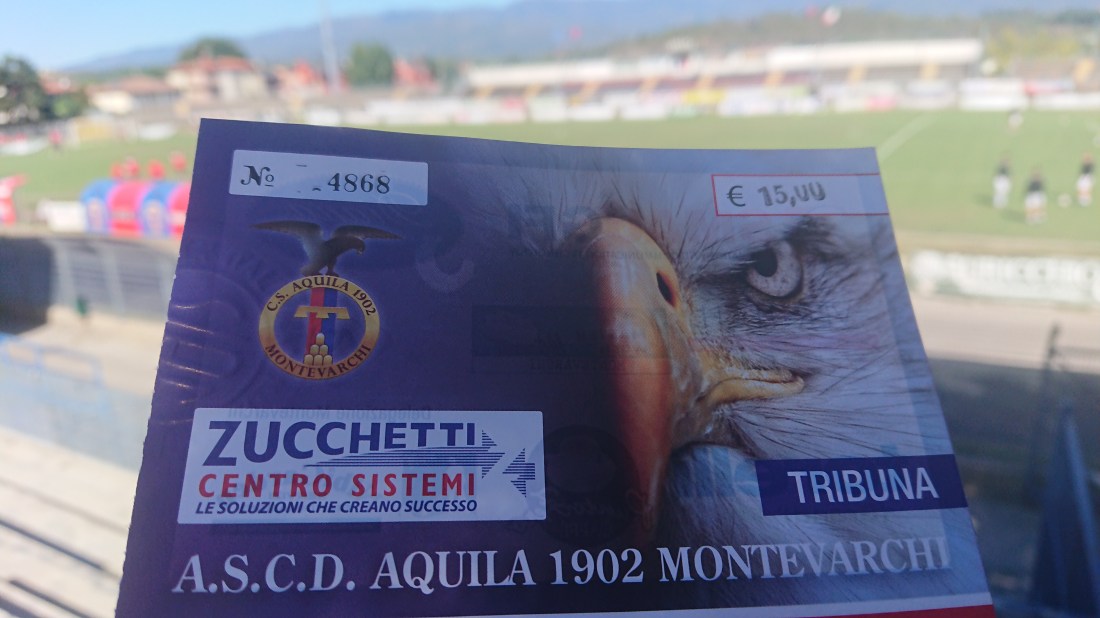 № 4868
€ 15,00
C.S. AQUILA 1902
MONTEVARCHI
ZUCCHETTI
CENTRO SISTEMI
LE SOLUZIONI CHE CREANO SUCCESSO
TRIBUNA
A.S.C.D. AQUILA 1902 MONTEVARCHI